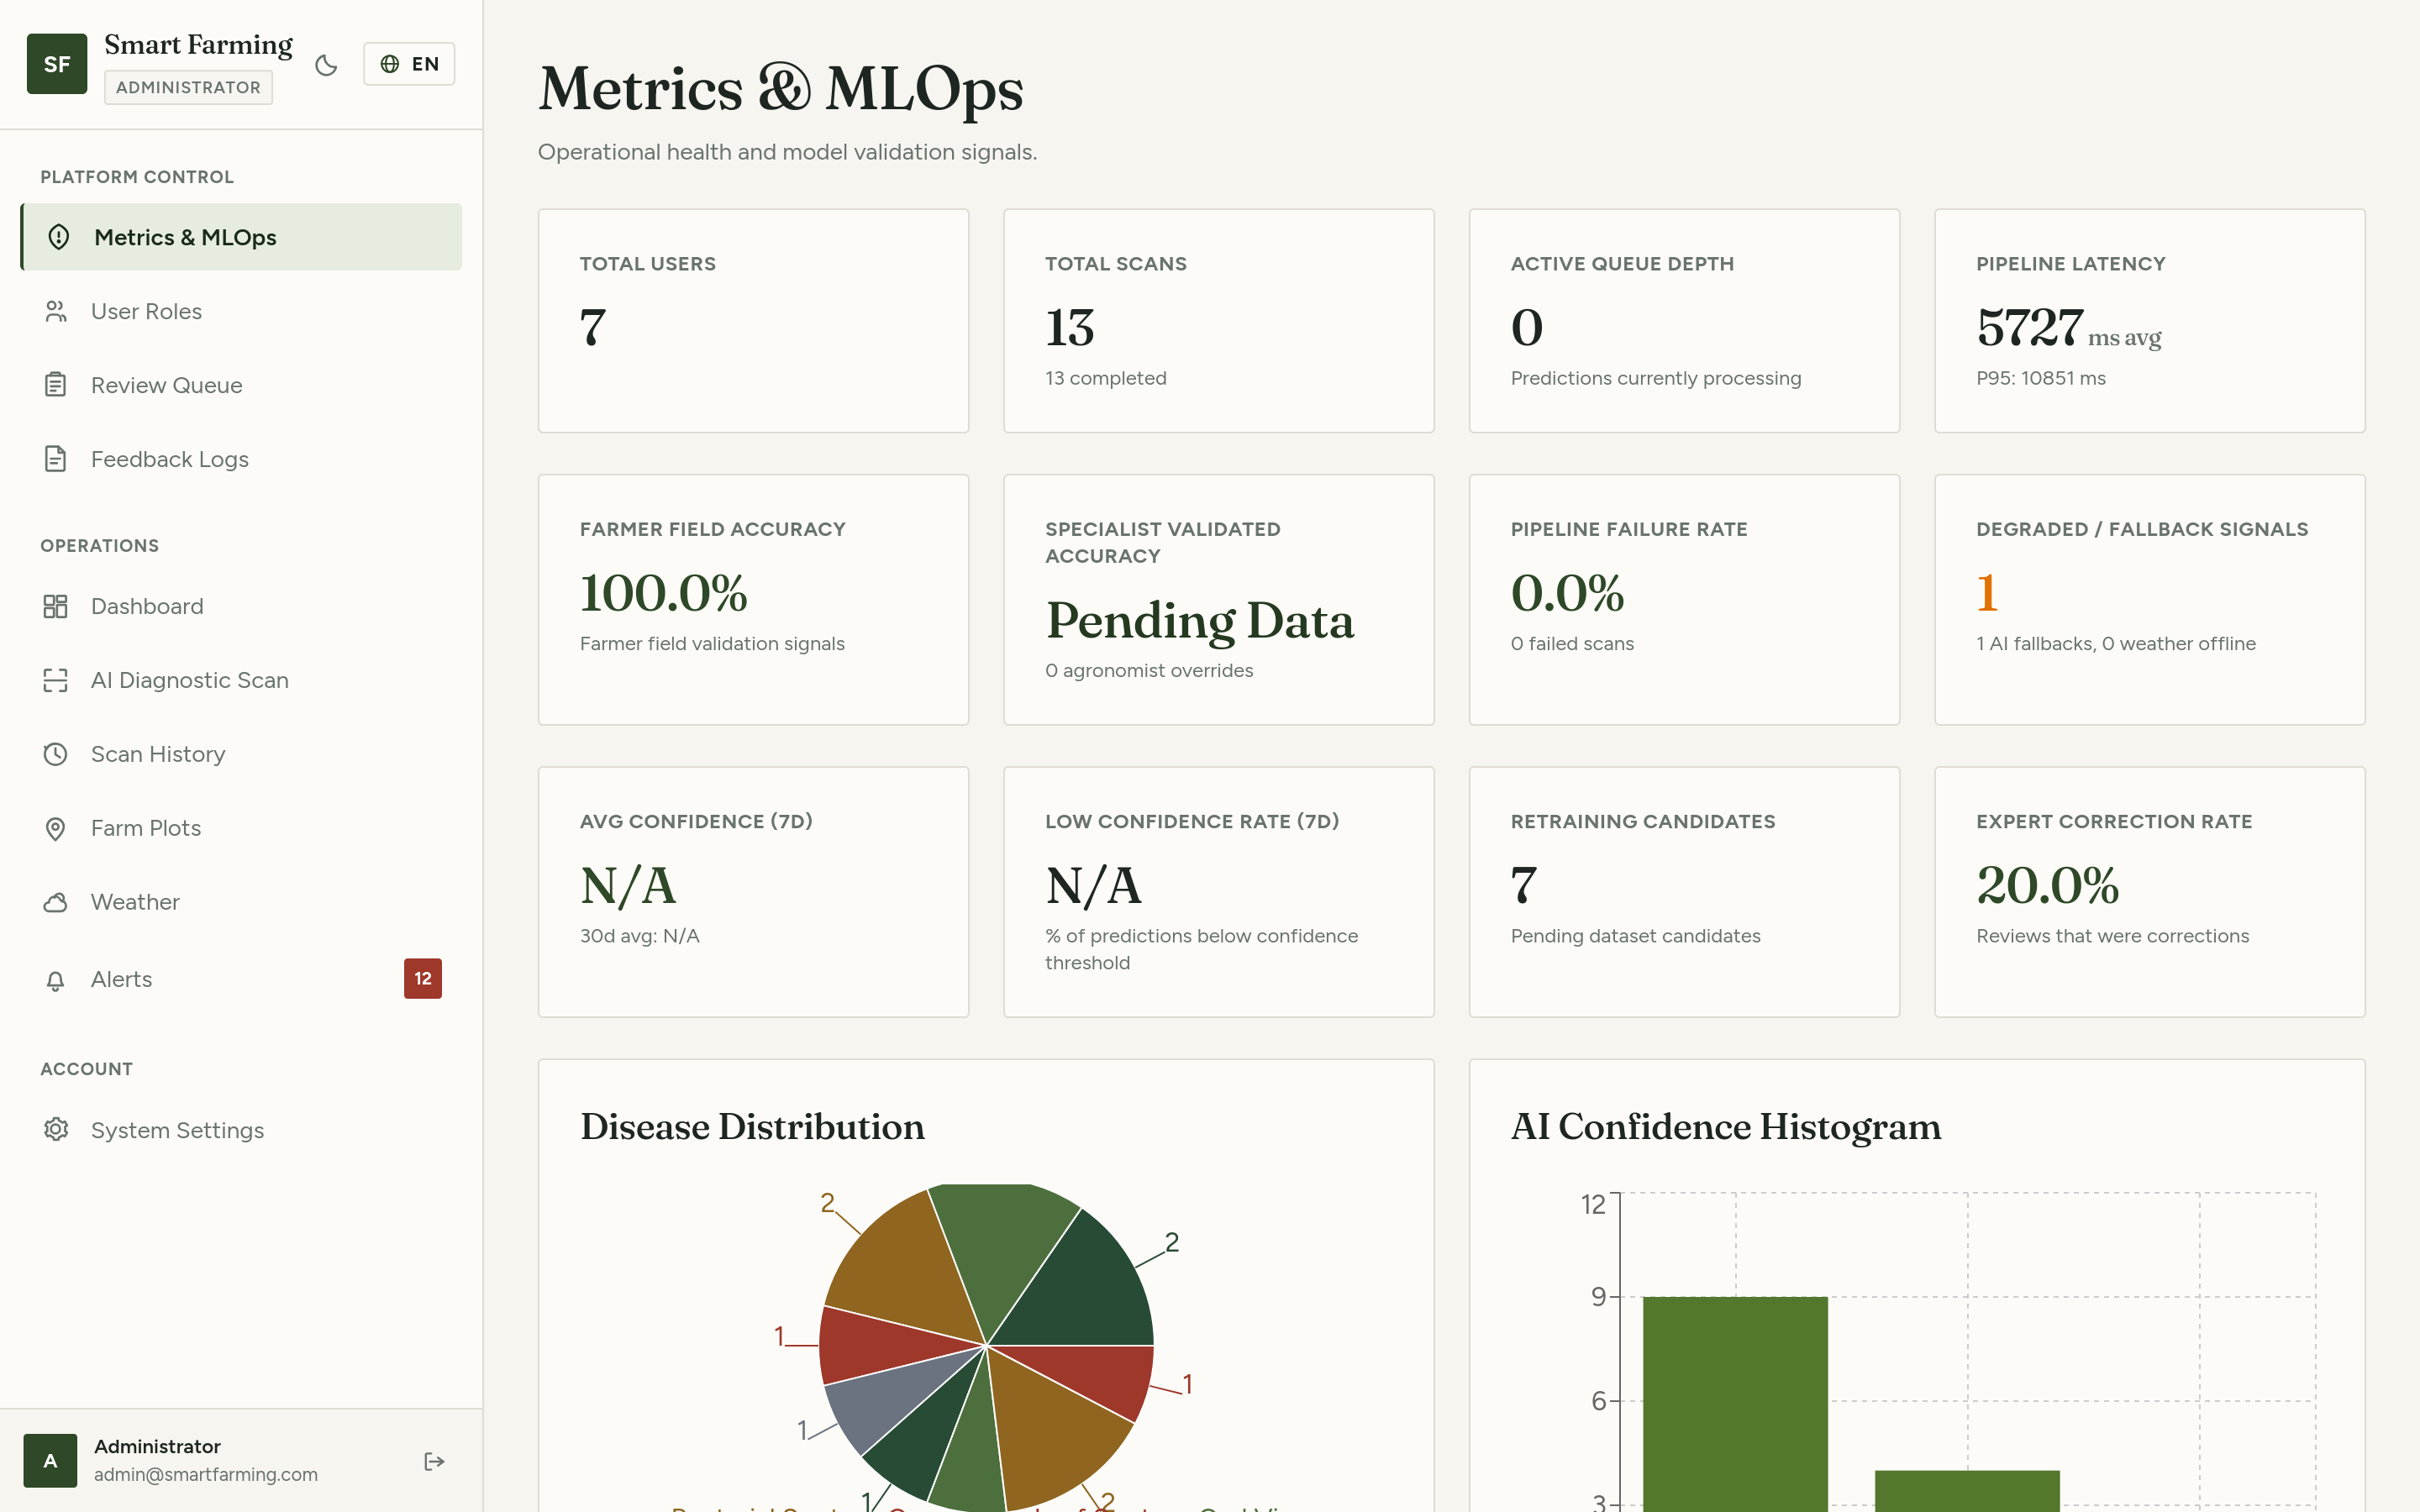 SF
Smart Farming
ADMINISTRATOR
EN
PLATFORM CONTROL
Metrics & MLOps
User Roles
Review Queue
Feedback Logs
OPERATIONS
Dashboard
AI Diagnostic Scan
Scan History
Farm Plots
Weather
Alerts
12
ACCOUNT
System Settings
A
Administrator
admin@smartfarming.com
Metrics & MLOps
Operational health and model validation signals.
TOTAL USERS
7
TOTAL SCANS
13
13 completed
ACTIVE QUEUE DEPTH
0
Predictions currently processing
PIPELINE LATENCY
5727 ms avg
P95: 10851 ms
FARMER FIELD ACCURACY
100.0%
Farmer field validation signals
SPECIALIST VALIDATED
ACCURACY
Pending Data
0 agronomist overrides
PIPELINE FAILURE RATE
0.0%
0 failed scans
DEGRADED / FALLBACK SIGNALS
1
1 AI fallbacks, 0 weather offline
AVG CONFIDENCE (7D)
N/A
30d avg: N/A
LOW CONFIDENCE RATE (7D)
N/A
% of predictions below confidence
threshold
RETRAINING CANDIDATES
7
Pending dataset candidates
EXPERT CORRECTION RATE
20.0%
Reviews that were corrections
Disease Distribution
2
2
1
1
1
1
2
AI Confidence Histogram
12
9
6
3